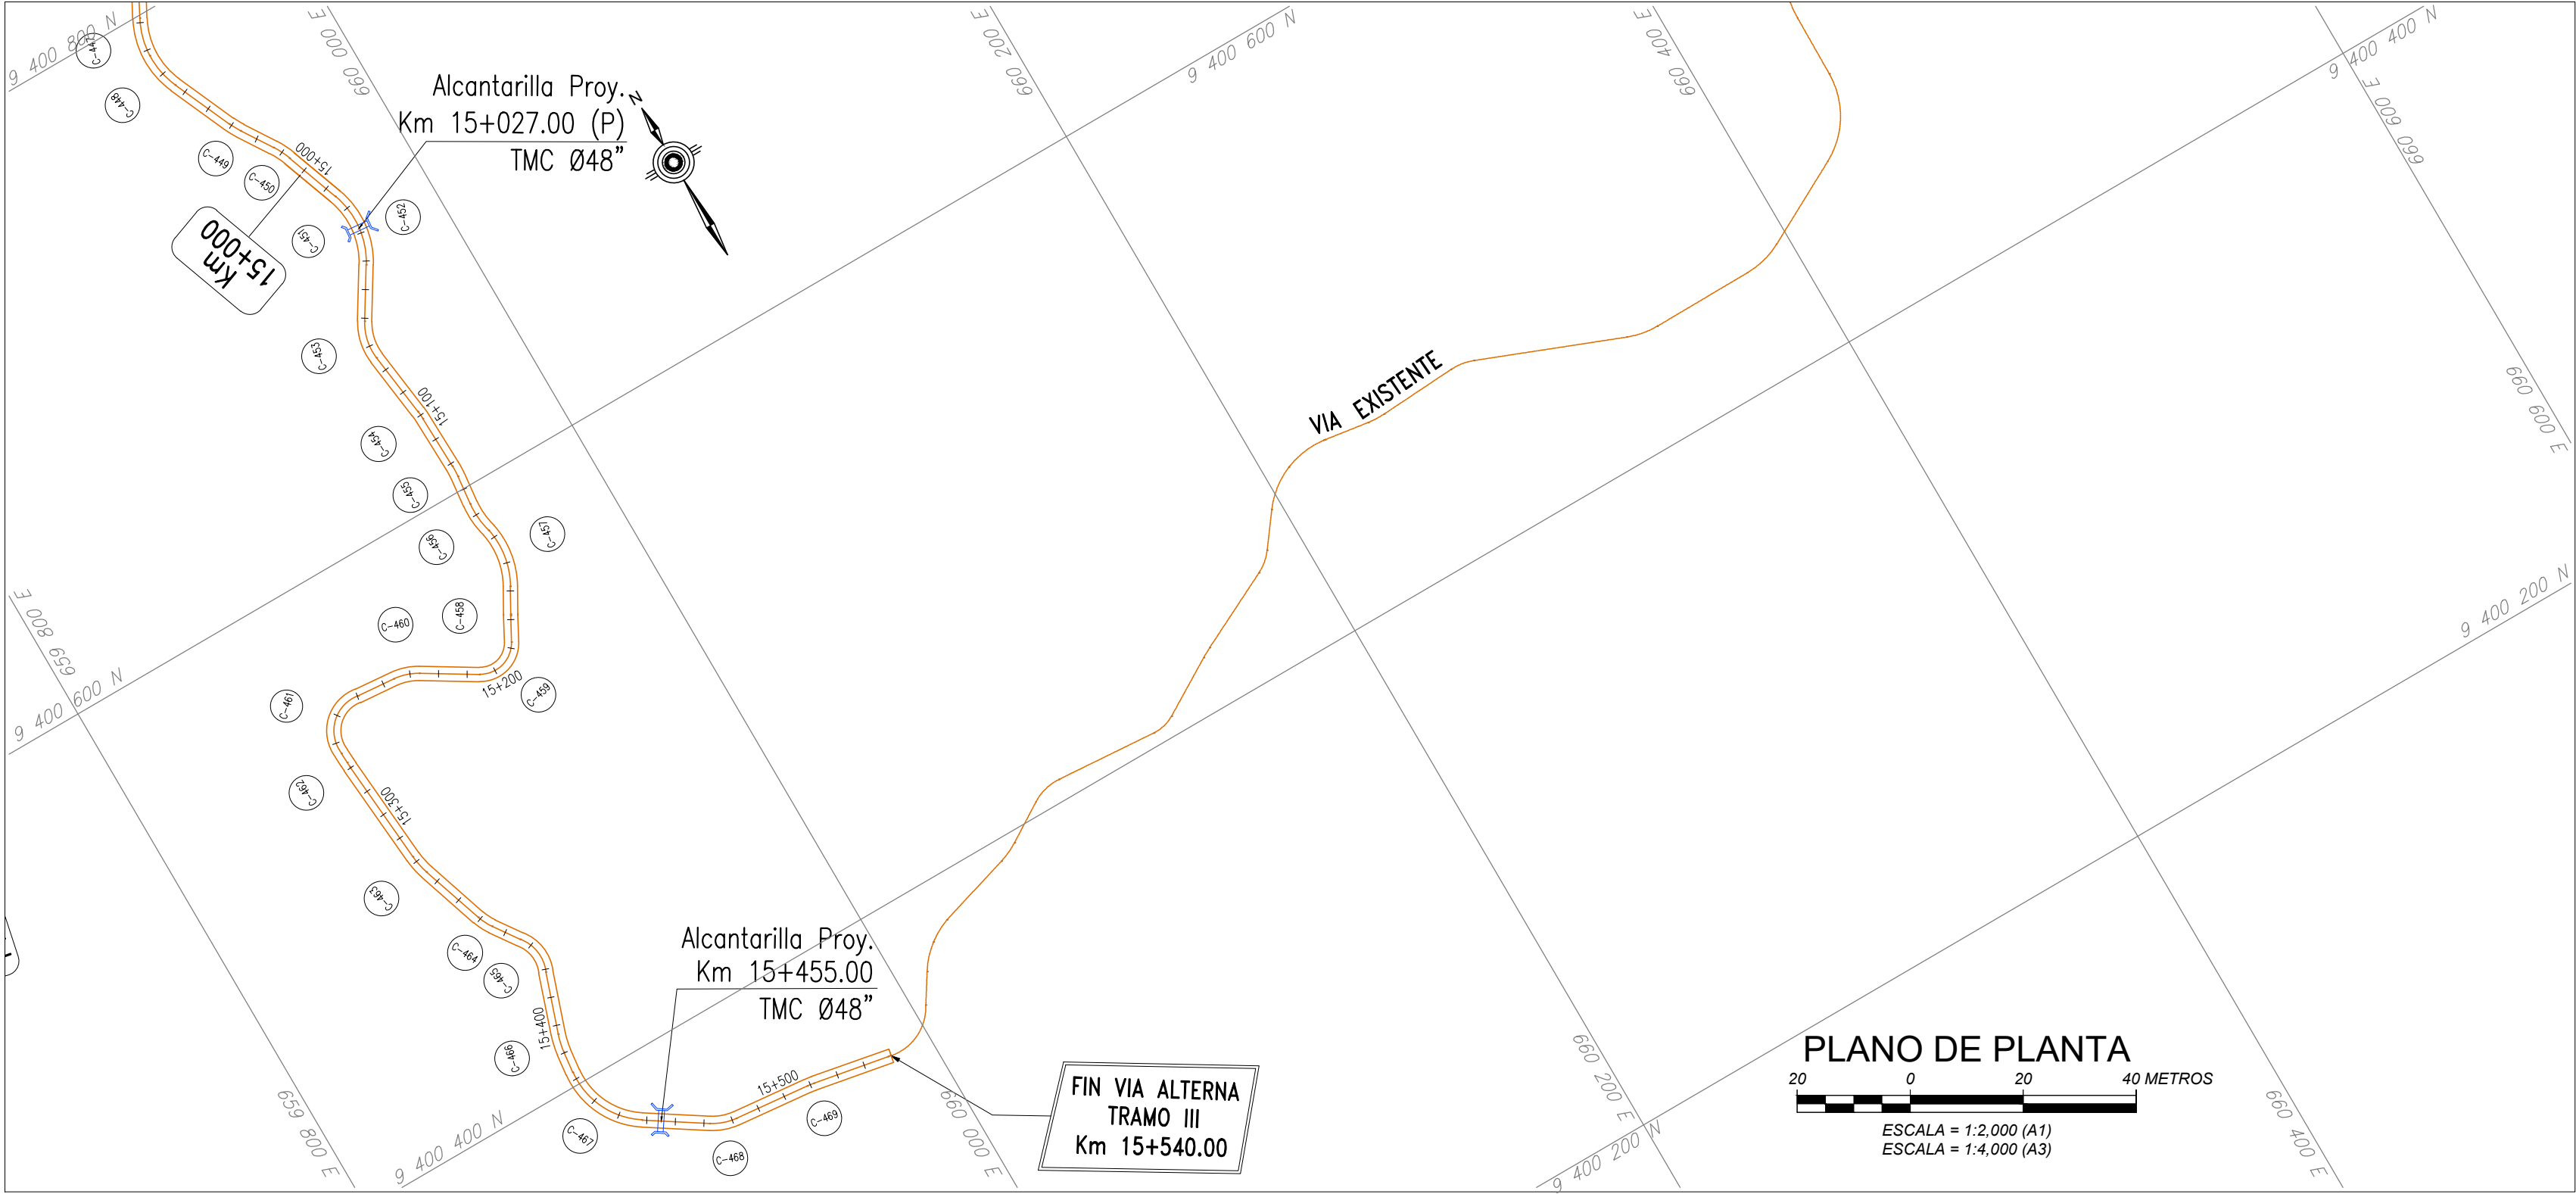 9 400 800 N
660 000 E
660 200 E
9 400 600 N
660 400 E
9 400 400 N
660 600 E
660 600 E
C-447
C-448
C-449
C-450
C-451
C-452
C-453
C-454
C-455
C-456
C-457
C-458
C-459
C-460
C-461
C-462
C-463
C-464
C-465
C-466
C-467
C-468
C-469
Alcantarilla Proy.
Km 15+027.00 (P)
TMC Ø48"
N
15+000
Km
15+000
15+100
15+200
15+300
15+400
15+500
VIA EXISTENTE
659 800 E
9 400 600 N
9 400 200 N
Alcantarilla Proy.
Km 15+455.00
TMC Ø48"
FIN VIA ALTERNA
TRAMO III
Km 15+540.00
659 800 E
9 400 400 N
660 000 E
660 200 E
9 400 200 N
660 400 E
PLANO DE PLANTA
20 0 20 40 METROS
ESCALA = 1:2,000 (A1)
ESCALA = 1:4,000 (A3)